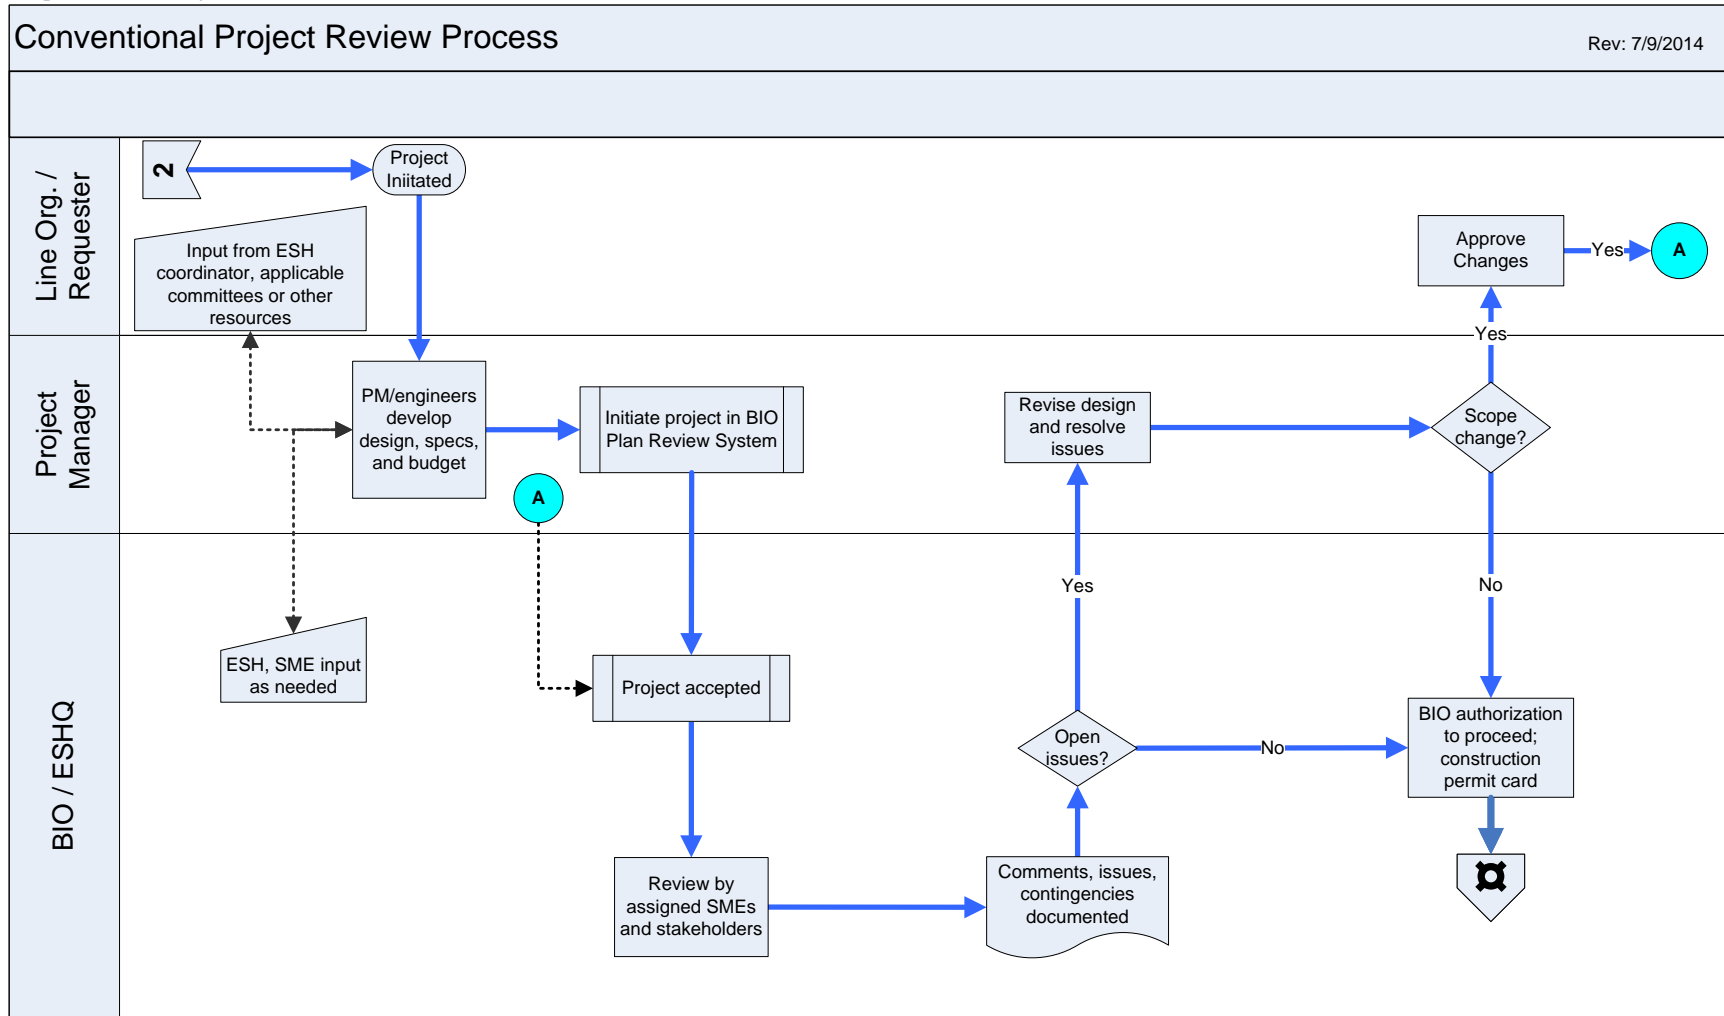 Conventional Project Review Process
Rev: 7/9/2014
Line Org. /
Requester
2
Project
Iniitated
Input from ESH
coordinator, applicable
committees or other
resources
Approve
Changes
Yes
A
Yes
Project
Manager
PM/engineers
develop
design, specs,
and budget
Initiate project in BIO
Plan Review System
A
Revise design
and resolve
issues
Scope
change?
BIO / ESHQ
Yes
No
ESH, SME input
as needed
Project accepted
Open
issues?
No
BIO authorization
to proceed;
construction
permit card
Review by
assigned SMEs
and stakeholders
Comments, issues,
contingencies
documented
¤